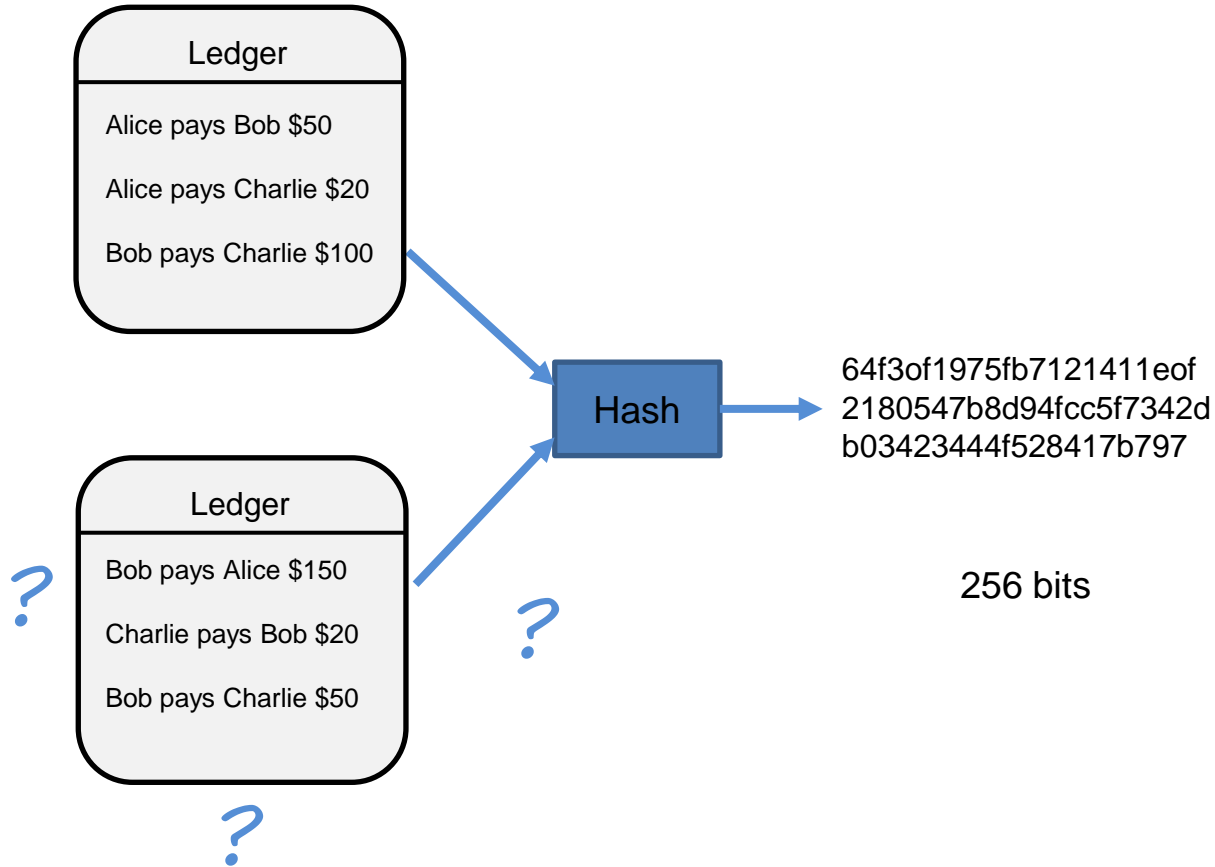 Ledger
Alice pays Bob $50
Alice pays Charlie $20
Bob pays Charlie $100
Hash
64f3of1975fb7121411eof
2180547b8d94fcc5f7342d
b03423444f528417b797
256 bits
Ledger
Bob pays Alice $150
Charlie pays Bob $20
Bob pays Charlie $50
?
?
?